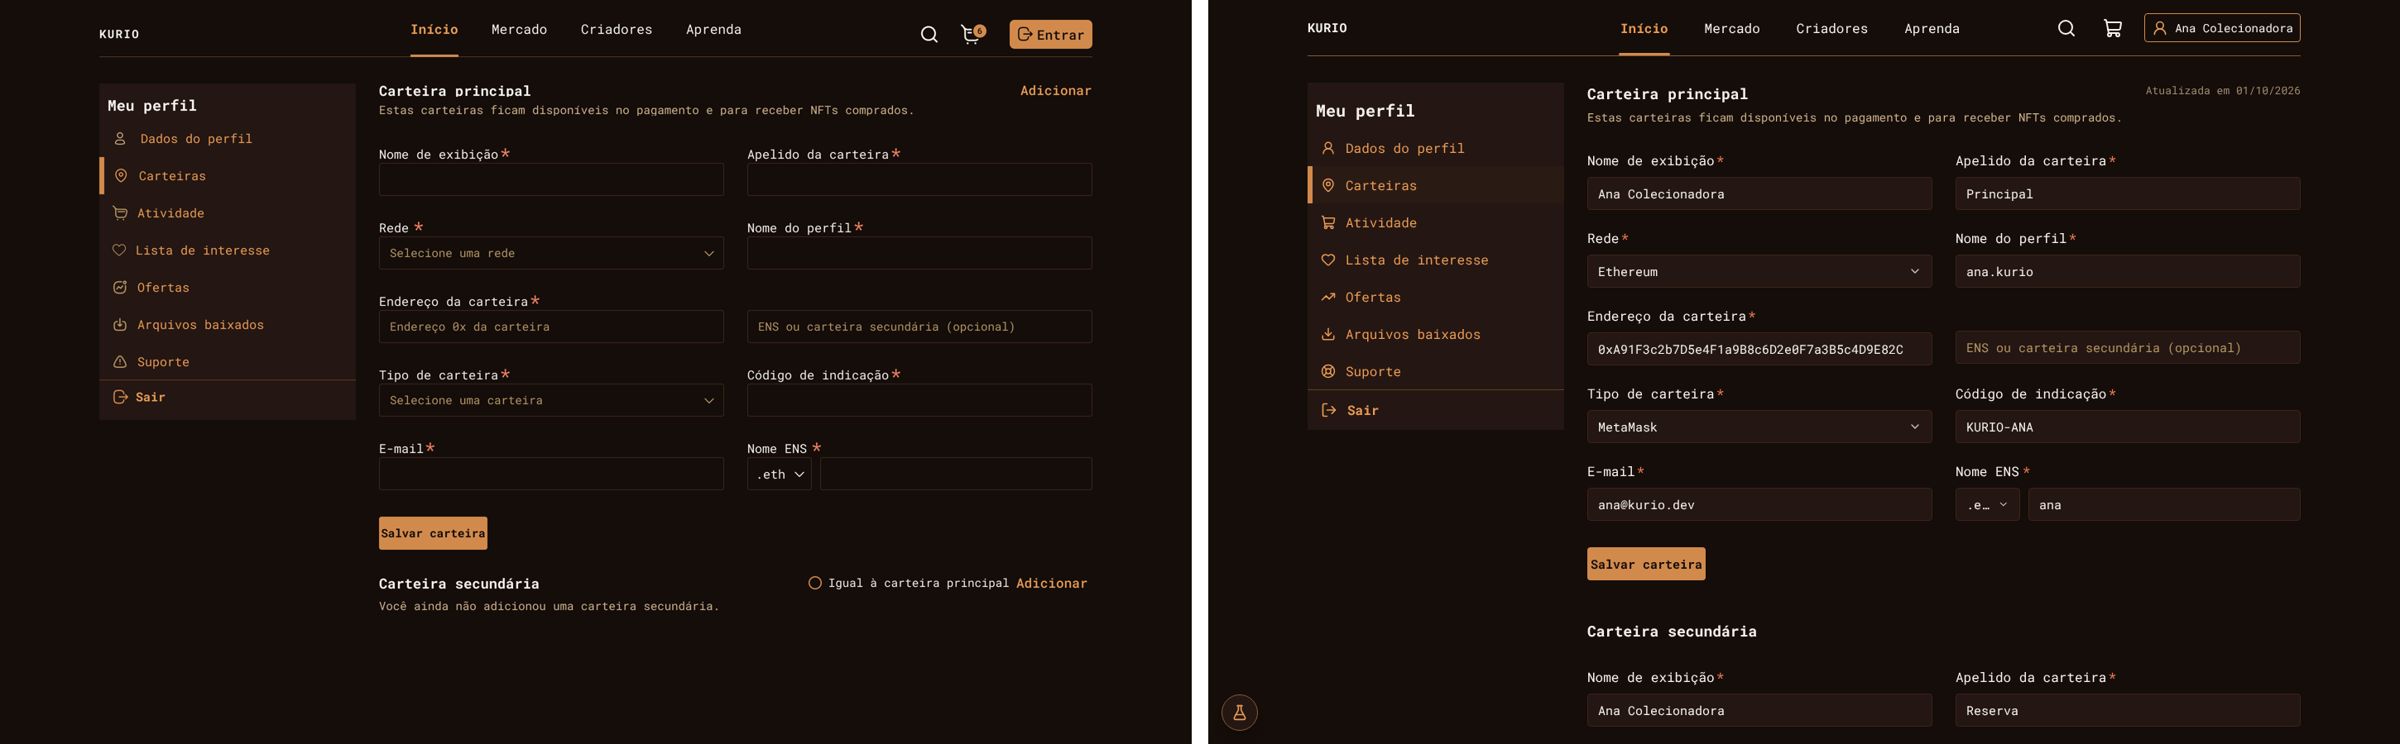 KURIO
Início
Mercado
Criadores
Aprenda
6
Entrar
Meu perfil
Dados do perfil
Carteiras
Atividade
Lista de interesse
Ofertas
Arquivos baixados
Suporte
Sair
Carteira principal
Adicionar
Estas carteiras ficam disponíveis no pagamento e para receber NFTs comprados.
Nome de exibição*
Apelido da carteira*
Rede *
Nome do perfil*
Selecione uma rede
Endereço da carteira*
Endereço 0x da carteira
ENS ou carteira secundária (opcional)
Tipo de carteira*
Código de indicação*
Selecione uma carteira
E-mail*
Nome ENS *
.eth
Salvar carteira
Carteira secundária
Igual à carteira principal
Adicionar
Você ainda não adicionou uma carteira secundária.
KURIO
Início
Mercado
Criadores
Aprenda
Ana Colecionadora
Meu perfil
Dados do perfil
Carteiras
Atividade
Lista de interesse
Ofertas
Arquivos baixados
Suporte
Sair
Carteira principal
Atualizada em 01/10/2026
Estas carteiras ficam disponíveis no pagamento e para receber NFTs comprados.
Nome de exibição*
Apelido da carteira*
Ana Colecionadora
Principal
Rede*
Nome do perfil*
Ethereum
ana.kurio
Endereço da carteira*
0xA91F3c2b7D5e4F1a9B8c6D2e0F7a3B5c4D9E82C
ENS ou carteira secundária (opcional)
Tipo de carteira*
Código de indicação*
MetaMask
KURIO-ANA
E-mail*
Nome ENS *
ana@kurio.dev
.e…
ana
Salvar carteira
Carteira secundária
Nome de exibição*
Apelido da carteira*
Ana Colecionadora
Reserva